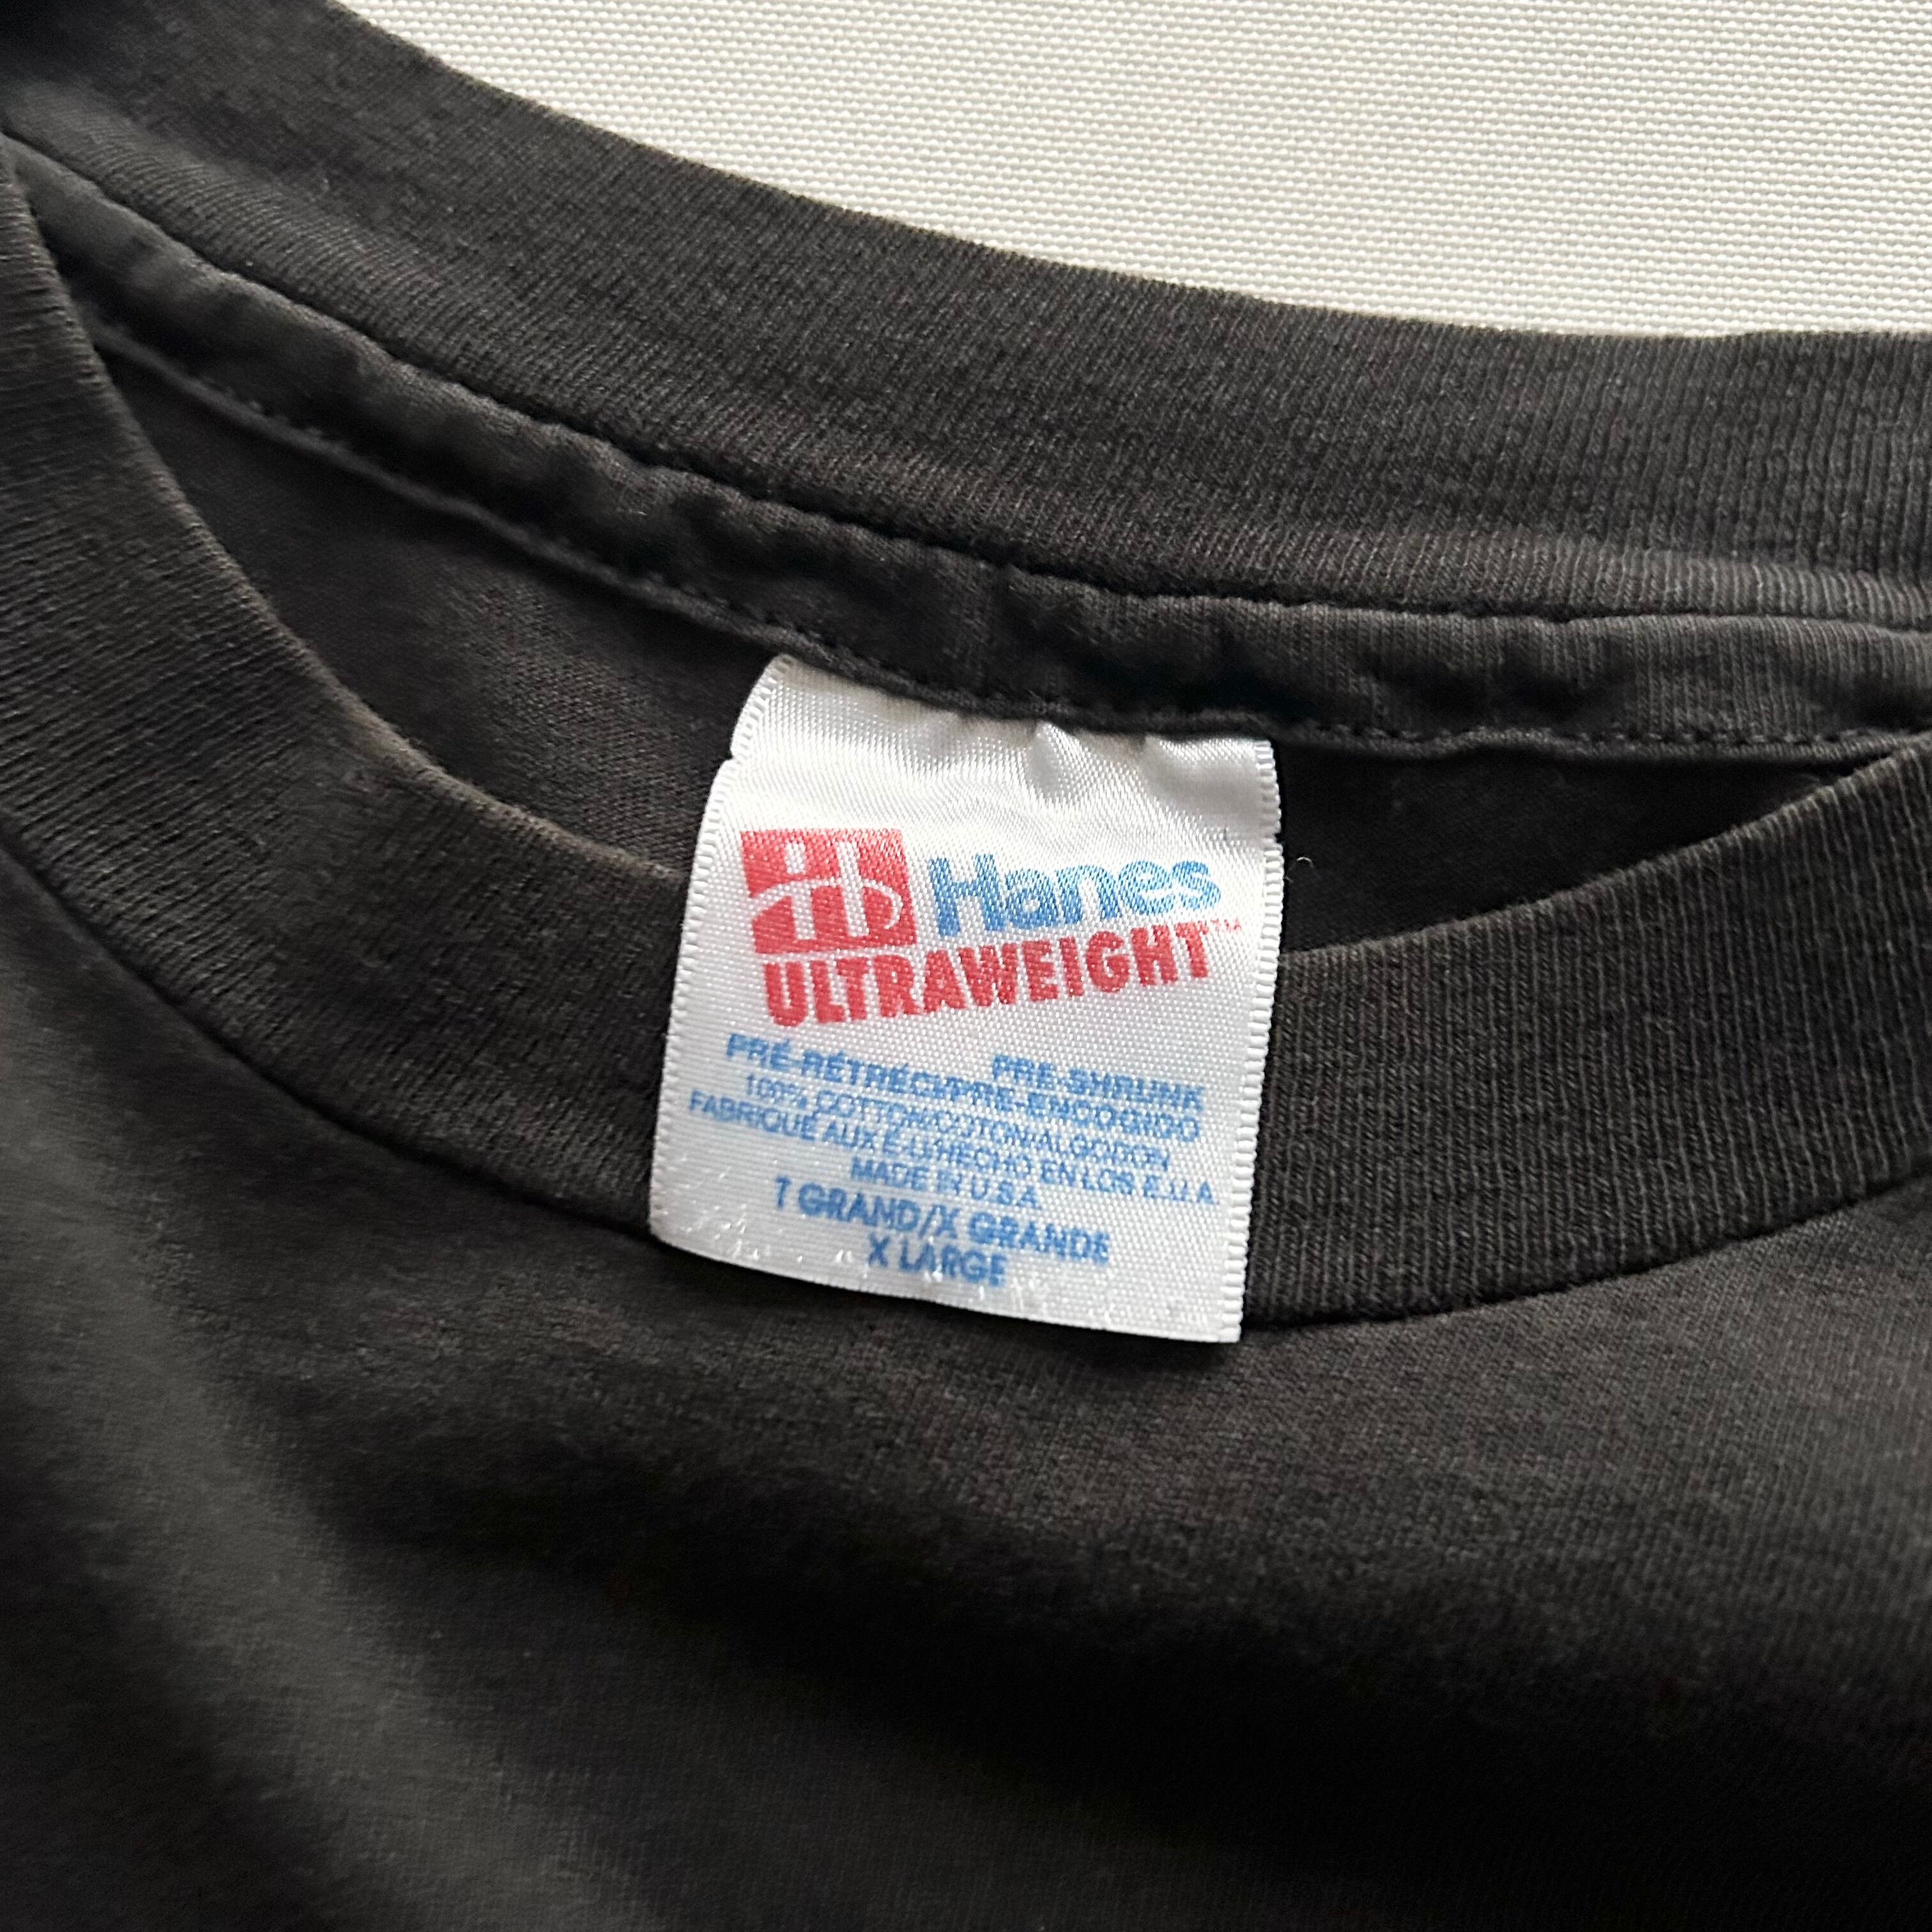 Hanes
ULTRAWEIGHT™
PRE-SHRUNK
PRÉ-RÉTRÉCI/PRE-ENCOGIDO
100% COTTON/COTON/ALGODON
FABRIQUÉ AUX É.-U/HECHO EN LOS E.U.A.
MADE IN U.S.A.
T GRAND/X GRANDE
X LARGE